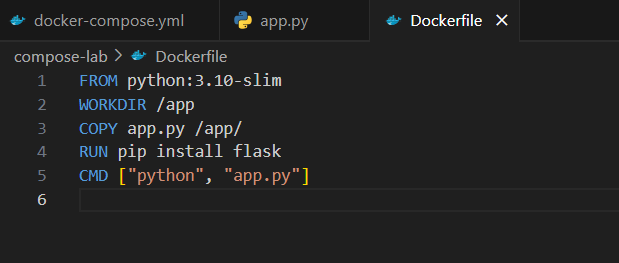 docker-compose.yml app.py Dockerfile ×
compose-lab > Dockerfile
1 FROM python:3.10-slim
2 WORKDIR /app
3 COPY app.py /app/
4 RUN pip install flask
5 CMD ["python", "app.py"]
6